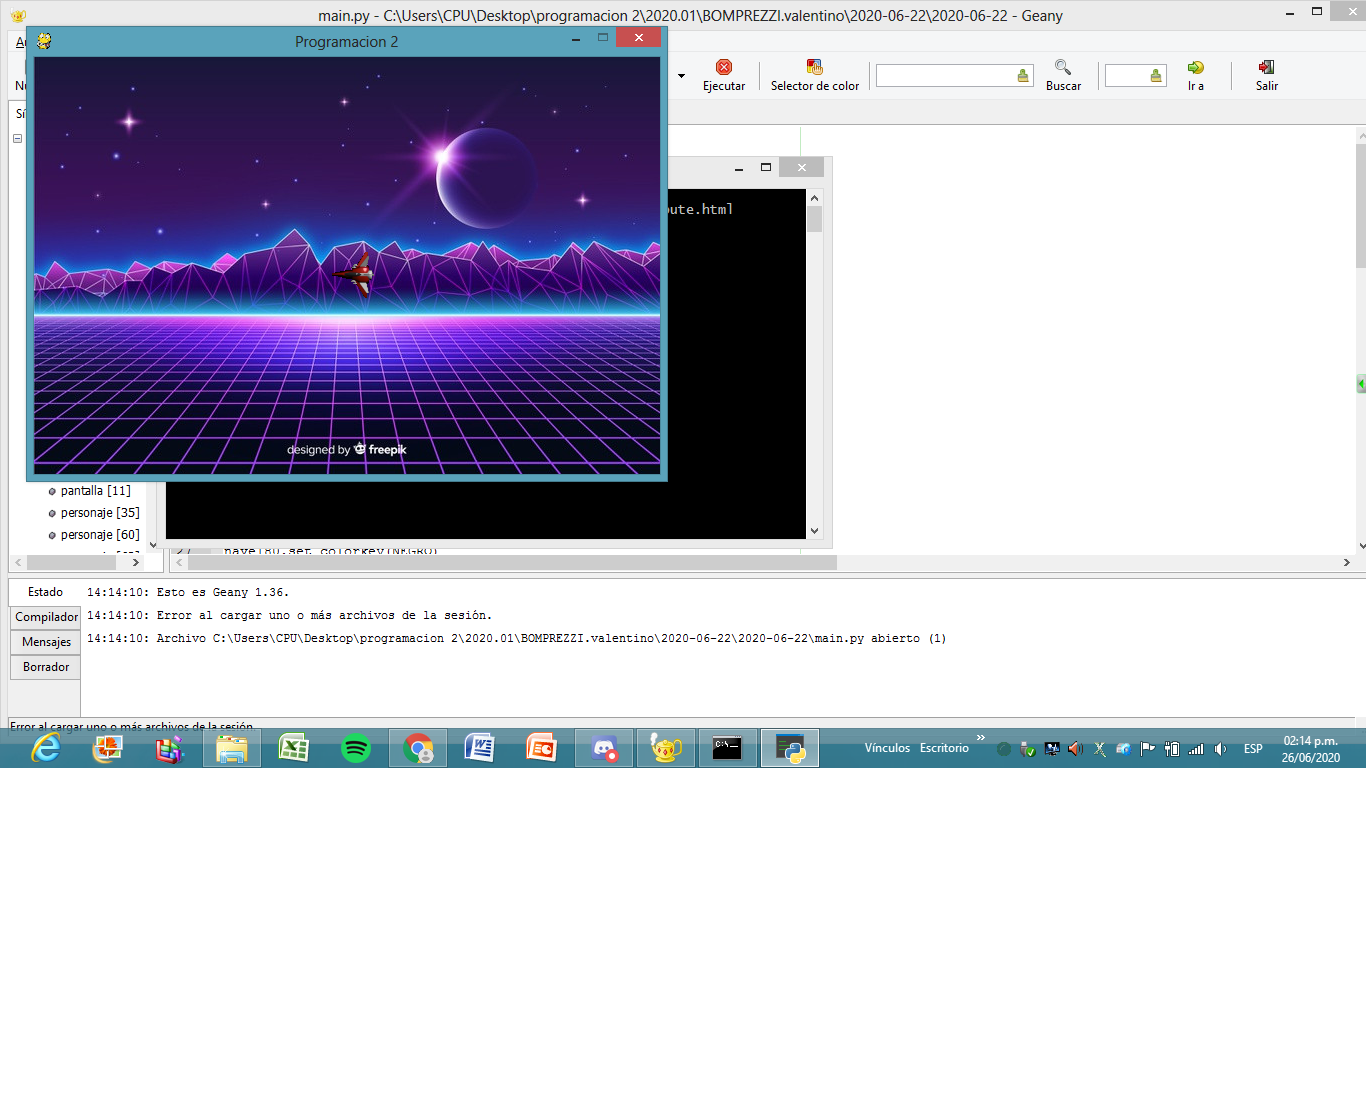 main.py - C:\Users\CPU\Desktop\programacion 2\2020.01\BOMPREZZI.valentino\2020-06-22\2020-06-22 - Geany
Programacion 2
Ejecutar
Selector de color
Buscar
Ir a
Salir
designed by freepik
pantalla [11]
personaje [35]
personaje [60]
27 nave180.set_colorkey(NEGRO)
Estado
Compilador
Mensajes
Borrador
14:14:10: Esto es Geany 1.36.
14:14:10: Error al cargar uno o más archivos de la sesión.
14:14:10: Archivo C:\Users\CPU\Desktop\programacion 2\2020.01\BOMPREZZI.valentino\2020-06-22\2020-06-22\main.py abierto (1)
Error al cargar uno o más archivos de la sesión.
Vínculos Escritorio
ESP
02:14 p.m.
26/06/2020